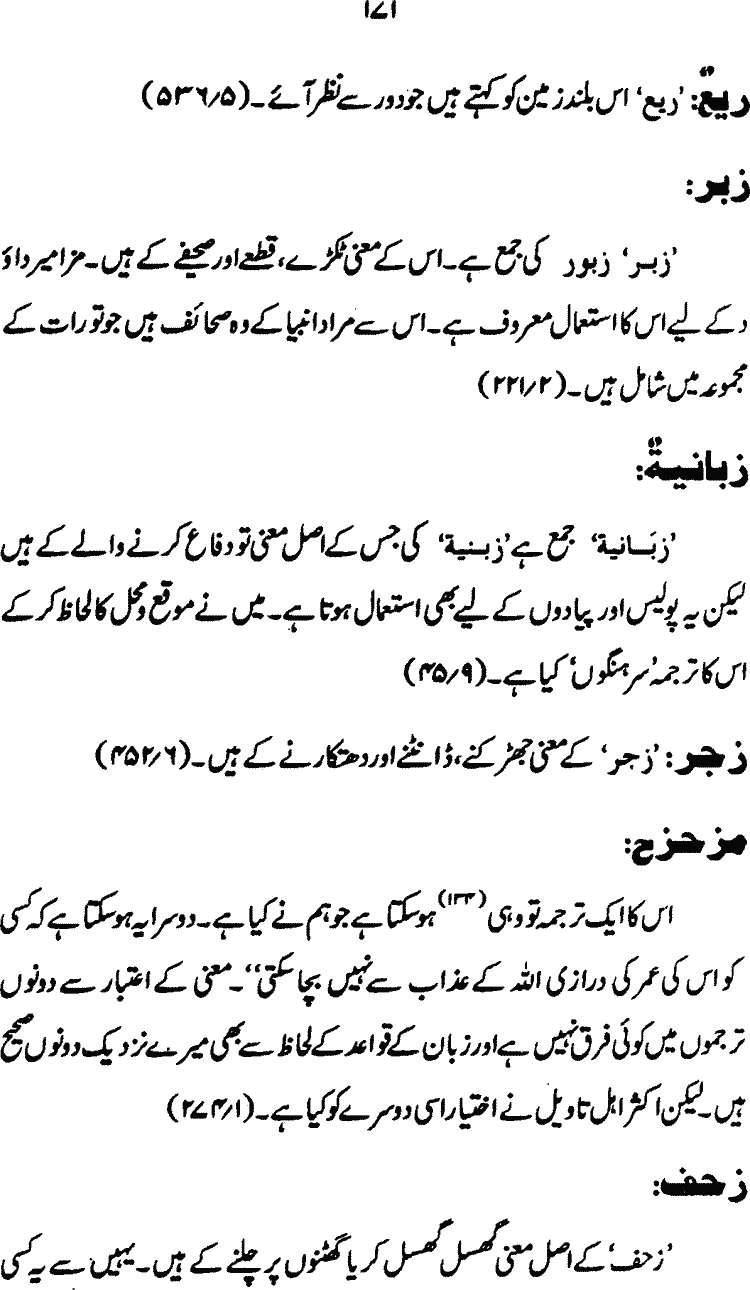 ۱۷۱
ریعٌ: ’ریع‘ اس بلند زمین کو کہتے ہیں جو دور سے نظر آئے۔ (۵/۵۳۶)
زبر:
’زبر‘ زبور کی جمع ہے۔ اس کے معنی ٹکڑے، قطعے اور صحیفے کے ہیں۔ مزامیر داؤ
د کے لیے اس کا استعمال معروف ہے۔ اس سے مراد انبیا کے وہ صحائف ہیں جو تورات کے
مجموعہ میں شامل ہیں۔ (۲/۲۲۱)
زبانیةٌ:
’زبَانیة‘ جمع ہے ’زبنیة‘ کی جس کے اصل معنی تو دفاع کرنے والے کے ہیں
لیکن یہ پولیس اور پیادوں کے لیے بھی استعمال ہوتا ہے۔ میں نے موقع و محل کا لحاظ کر کے
اس کا ترجمہ ’سرہنگوں‘ کیا ہے۔ (۹/۴۵)
زجر: ’زجر‘ کے معنی جھڑکنے، ڈانٹنے اور دھتکارنے کے ہیں۔ (۶/۴۵۲)
مزحزح:
اس کا ایک ترجمہ تو وہی (۱۳۴) ہو سکتا ہے جو ہم نے کیا ہے۔ دوسرا یہ ہو سکتا ہے کہ کسی
کو اس کی عمر کی درازی اللہ کے عذاب سے نہیں بچا سکتی‘‘۔ معنی کے اعتبار سے دونوں
ترجموں میں کوئی فرق نہیں ہے اور زبان کے قواعد کے لحاظ سے بھی میرے نزدیک دونوں صحیح
ہیں۔ لیکن اکثر اہل تاویل نے اختیار اسی دوسرے کو کیا ہے۔ (۱/۲۷۴)
زحف:
’زحف‘ کے اصل معنی گھسل گھسل کر یا گھٹنوں پر چلنے کے ہیں۔ یہیں سے یہ کسی